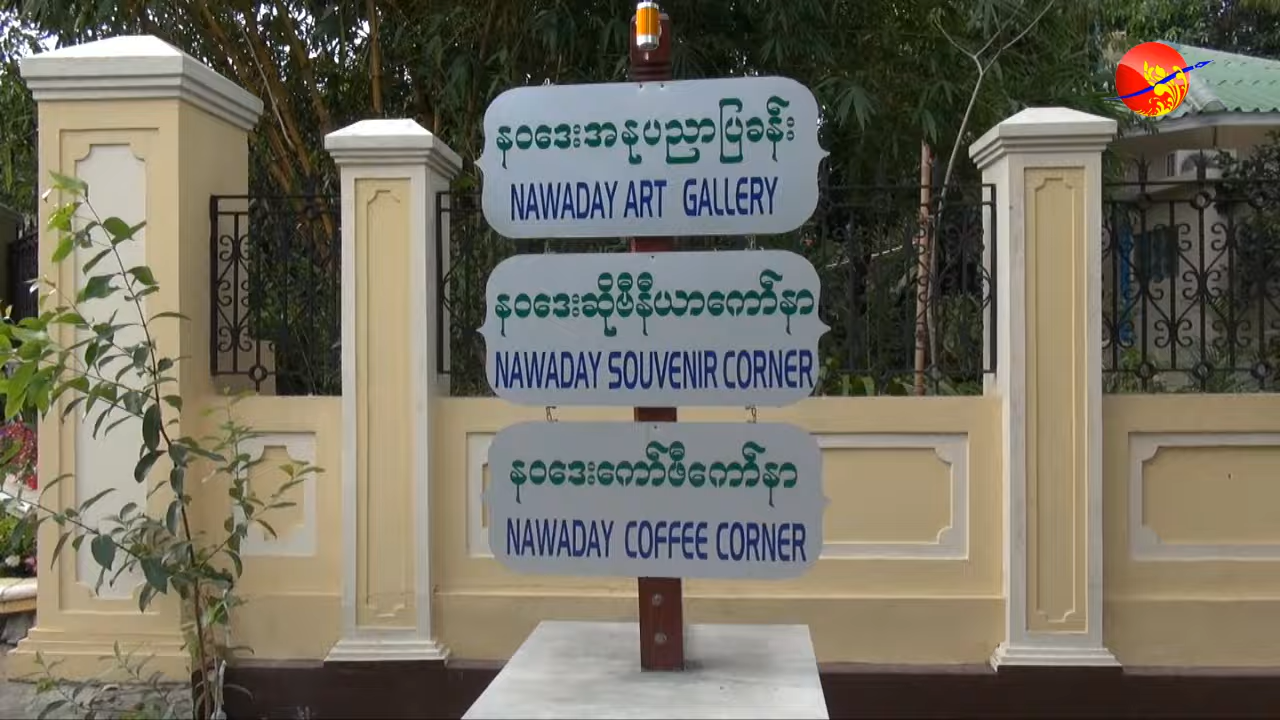 နဝဒေးအနုပညာပြခန်း
NAWADAY ART GALLERY
နဝဒေးဆိုဗီနီယာကော်နာ
NAWADAY SOUVENIR CORNER
နဝဒေးကော်ဖီကော်နာ
NAWADAY COFFEE CORNER